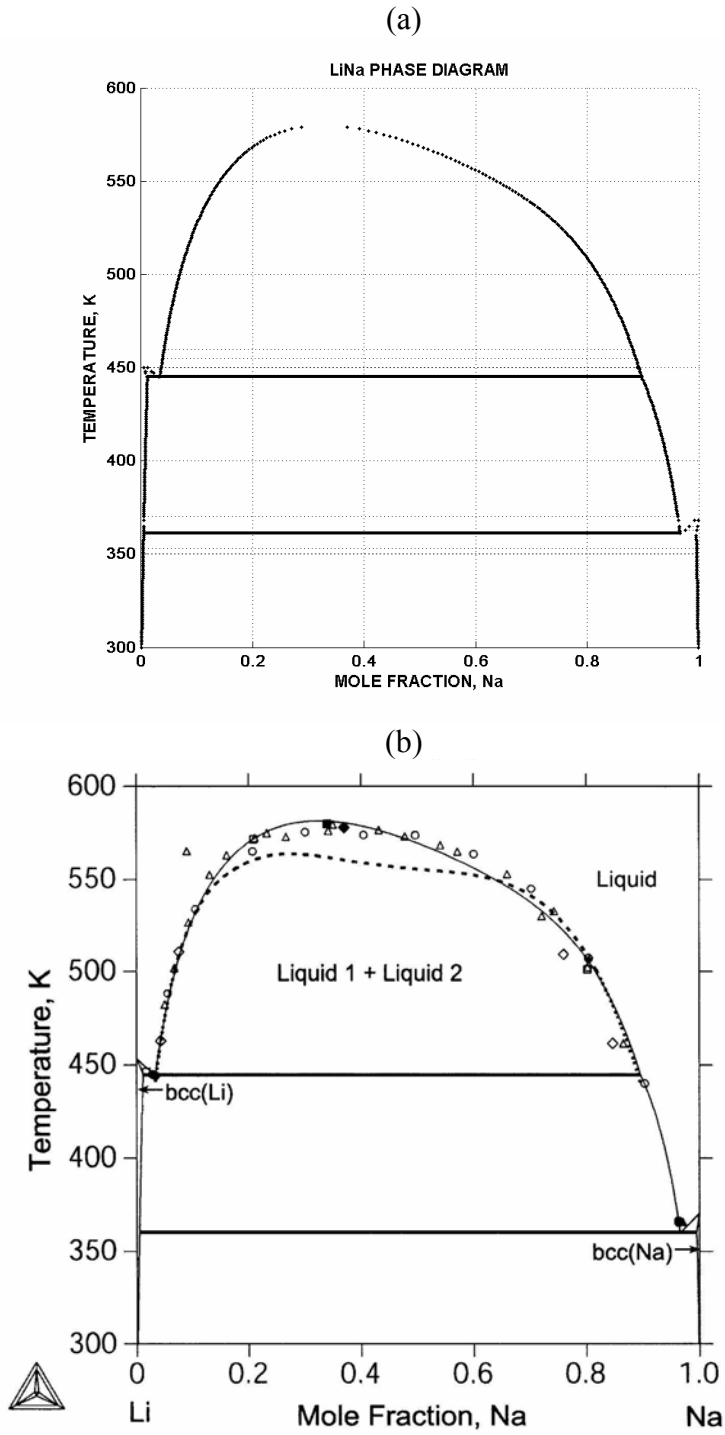 (a)
LiNa PHASE DIAGRAM
600
550
500
450
400
350
300
TEMPERATURE, K
0
0.2
0.4
0.6
0.8
1
MOLE FRACTION, Na
(b)
600
550
500
450
400
350
300
Temperature, K
Liquid
Liquid 1 + Liquid 2
bcc(Li)
bcc(Na)
0
0.2
0.4
0.6
0.8
1.0
Li
Mole Fraction, Na
Na